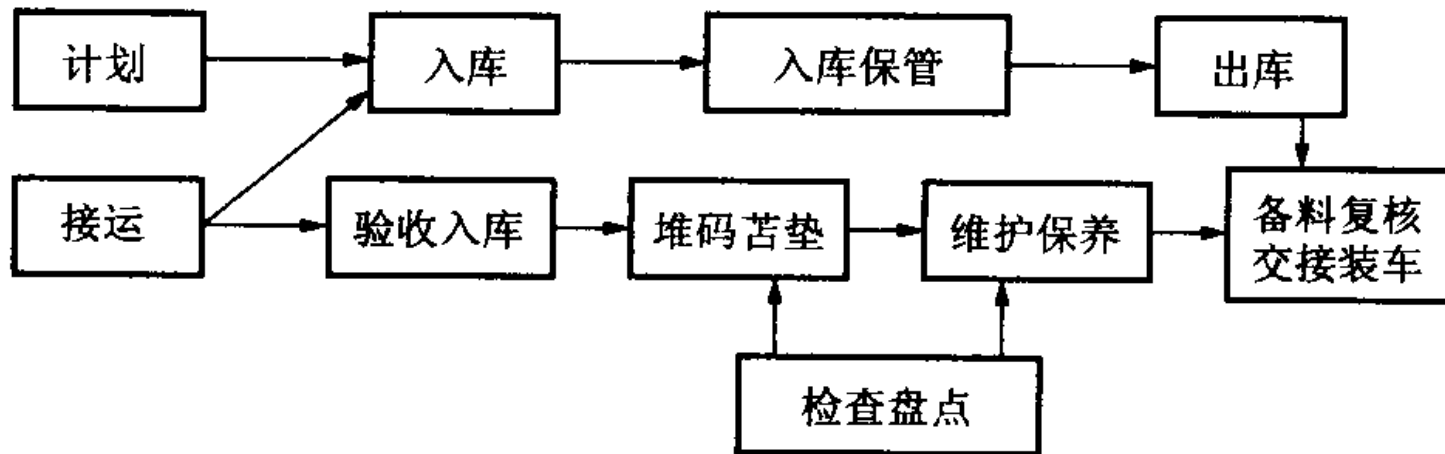 计划
入库
入库保管
出库
接运
验收入库
堆码苫垫
维护保养
备料复核
交接装车
检查盘点